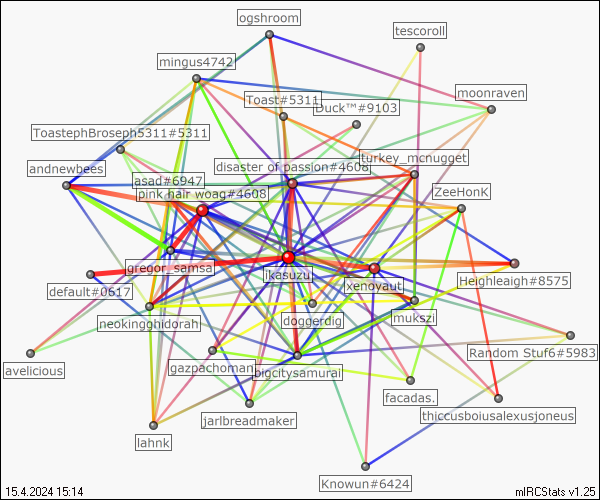 ogshroom
tescoroll
mingus4742
moonraven
Toast#5311
Duck™#9103
ToastephBroseph5311#5311
turkey_mcnugget
andnewbees
disaster of passion#4608
asad#6947
pink hair woag#4608
ZeeHonK
gregor_samsa
ikasuzu
xenoyaut
Heighleaigh#8575
default#0617
neokingghidorah
doggerdig
mukszi
Random Stuf6#5983
avelicious
gazpachoman
bigcitysamurai
facadas.
thiccusboiusalexusjoneus
jarlbreadmaker
lahnk
Knowun#6424
15.4.2024 15:14
mIRCStats v1.25